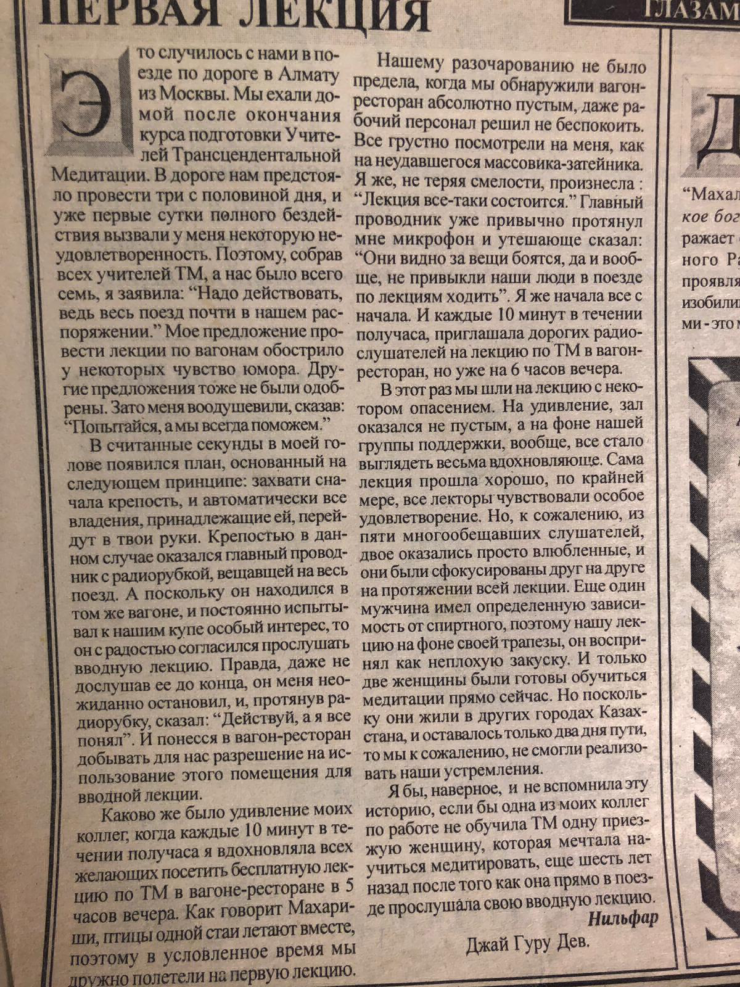 ПЕРВАЯ ЛЕКЦИЯ
Это случилось с нами в по-
езде по дороге в Алмату
из Москвы. Мы ехали до-
мой после окончания
курса подготовки Учите-
лей Трансцендентальной
Медитации. В дороге нам предстоя-
ло провести три с половиной дня, и
уже первые сутки полного бездей-
ствия вызвали у меня некоторую не-
удовлетворенность. Поэтому, собрав
всех учителей ТМ, а нас было всего
семь, я заявила: “Надо действовать,
ведь весь поезд почти в нашем рас-
поряжении.” Мое предложение про-
вести лекции по вагонам обострило
у некоторых чувство юмора. Дру-
гие предложения тоже не были одоб-
рены. Зато меня воодушевили, сказав:
“Попытайся, а мы всегда поможем.”
В считанные секунды в моей го-
лове появился план, основанный на
следующем принципе: захвати сна-
чала крепость, и автоматически все
владения, принадлежащие ей, перей-
дут в твои руки. Крепостью в дан-
ном случае оказался главный провод-
ник с радиорубкой, вещавшей на весь
поезд. А поскольку он находился в
том же вагоне, и постоянно испыты-
вал к нашим купе особый интерес, то
он с радостью согласился прослушать
вводную лекцию. Правда, даже не
дослушав ее до конца, он меня нео-
жиданно остановил, и, протянув ра-
диорубку, сказал: “Действуй, а я все
понял”. И понесся в вагон-ресторан
добывать для нас разрешение на ис-
пользование этого помещения для
вводной лекции.
Каково же было удивление моих
коллег, когда каждые 10 минут в те-
чении получаса я вдохновляла всех
желающих посетить бесплатную лек-
цию по ТМ в вагоне-ресторане в 5
часов вечера. Как говорит Махари-
ши, птицы одной стаи летают вместе,
поэтому в условленное время мы
дружно полетели на первую лекцию.
Нашему разочарованию не было
предела, когда мы обнаружили вагон-
ресторан абсолютно пустым, даже ра-
бочий персонал решил не беспокоить.
Все грустно посмотрели на меня, как
на неудавшегося массовика-затейника.
Я же, не теряя смелости, произнесла :
“Лекция все-таки состоится.” Главный
проводник уже привычно протянул
мне микрофон и утешающе сказал:
“Они видно за вещи боятся, да и вооб-
ще, не привыкли наши люди в поезде
по лекциям ходить”. Я же начала все с
начала. И каждые 10 минут в течении
получаса, приглашала дорогих радио-
слушателей на лекцию по ТМ в вагон-
ресторан, но уже на 6 часов вечера.
В этот раз мы шли на лекцию с неко-
тором опасением. На удивление, зал
оказался не пустым, а на фоне нашей
группы поддержки, вообще, все стало
выглядеть весьма вдохновляюще. Сама
лекция прошла хорошо, по крайней
мере, все лекторы чувствовали особое
удовлетворение. Но, к сожалению, из
пяти многообещавших слушателей,
двое оказались просто влюбленные, и
они были сфокусированы друг на друге
на протяжении всей лекции. Еще один
мужчина имел определенную зависи-
мость от спиртного, поэтому нашу лек-
цию на фоне своей трапезы, он воспри-
нял как неплохую закуску. И только
две женщины были готовы обучиться
медитации прямо сейчас. Но посколь-
ку они жили в других городах Казах-
стана, и оставалось только два дня пути,
то мы к сожалению, не смогли реализо-
вать наши устремления.
Я бы, наверное, и не вспомнила эту
историю, если бы одна из моих коллег
по работе не обучила ТМ одну приез-
жую женщину, которая мечтала на-
учиться медитировать, еще шесть лет
назад после того как она прямо в поез-
де прослушала свою вводную лекцию.
Нильфар
Джай Гуру Дев.
ГЛАЗАМ
Д
“Махал
кое бог
ражает
ного Ра
проявля
изобили
ми - это